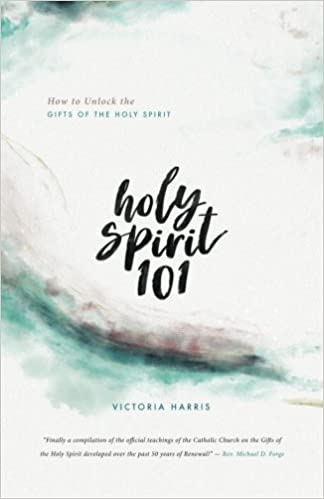 How to Unlock the
GIFTS OF THE HOLY SPIRIT
holy
spirit
101
VICTORIA HARRIS
"Finally a compilation of the official teachings of the Catholic Church on the Gifts
of the Holy Spirit developed over the past 50 years of Renewal!" — Rev. Michael D. Forge